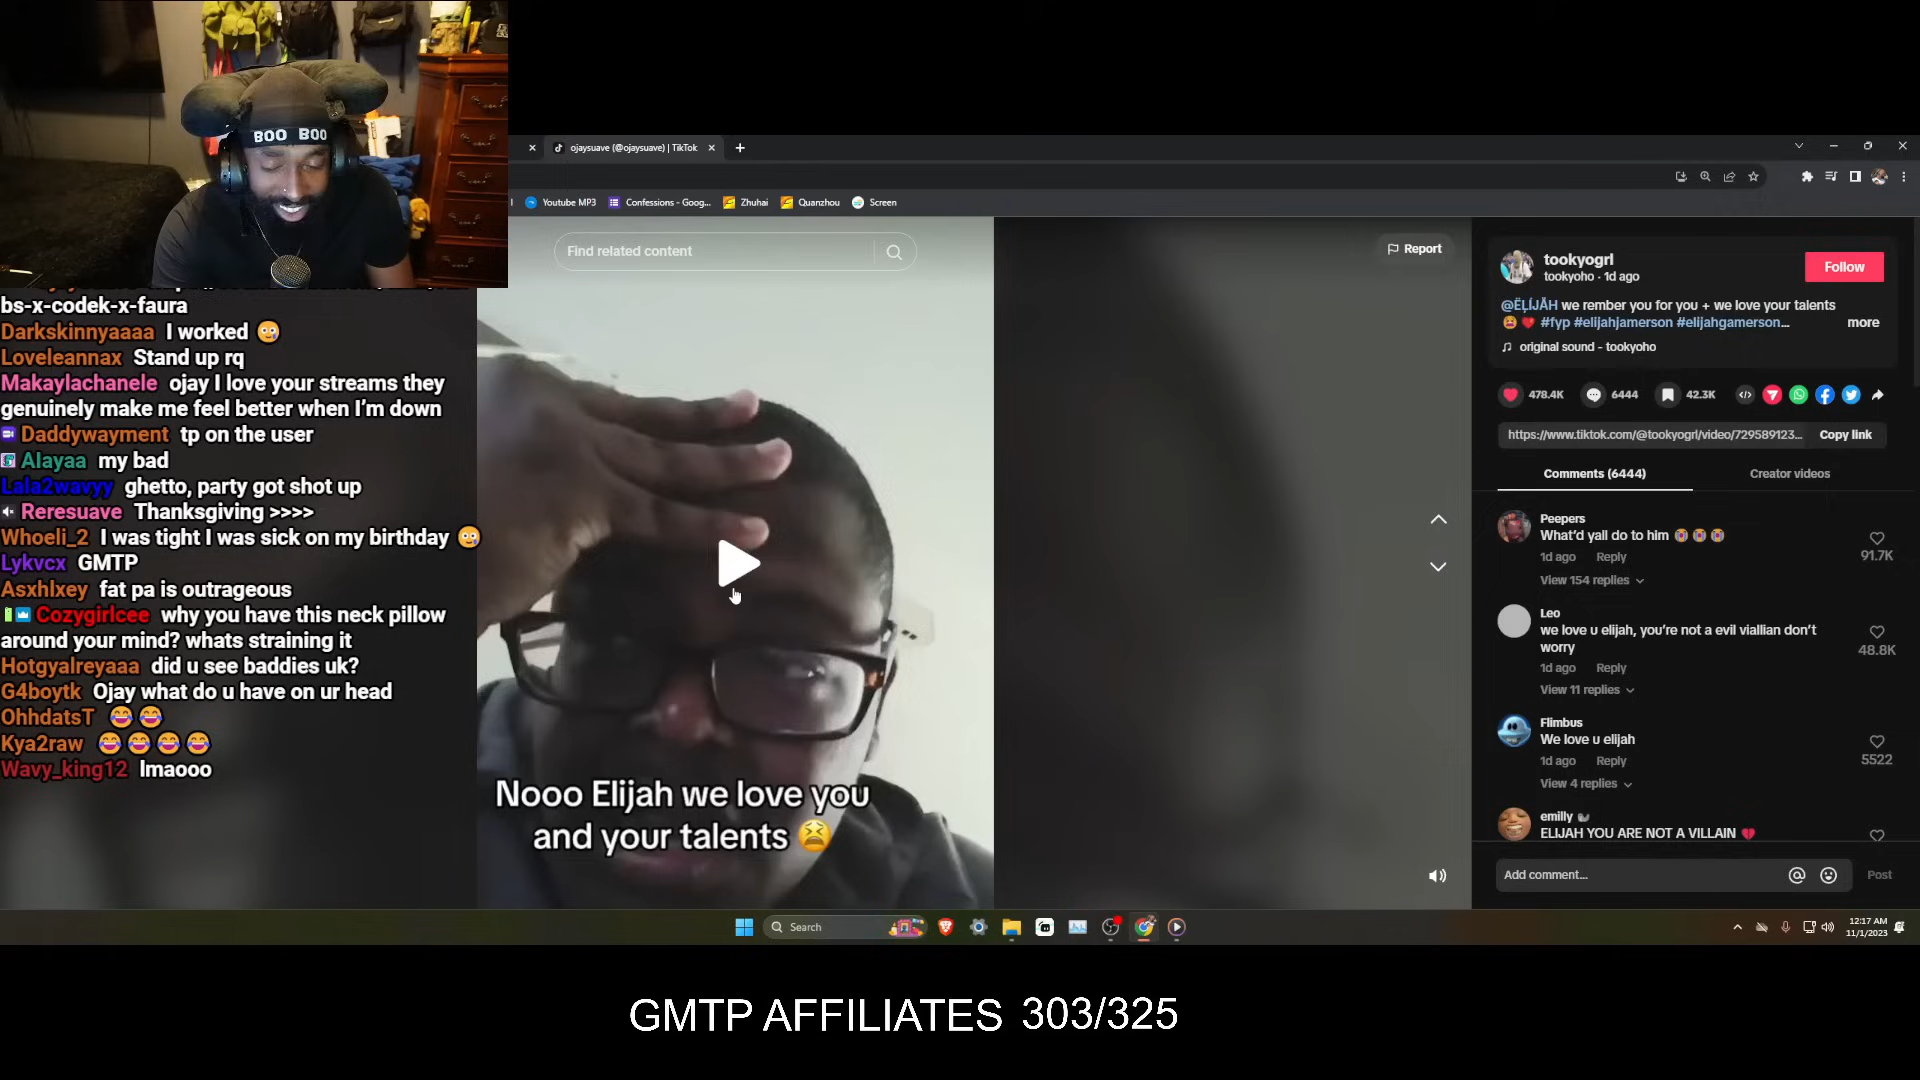 BOO BOO
ojaysuave (@ojaysuave) | TikTok
Youtube MP3
Confessions - Goog...
Zhuhai
Quanzhou
Screen
bs-x-codek-x-faura
Darkskinnyaaaa I worked 🥹
Loveleannax Stand up rq
Makaylachanele ojay I love your streams they
genuinely make me feel better when I'm down
Daddywayment tp on the user
Alayaa my bad
Lala2wavyy ghetto, party got shot up
Reresuave Thanksgiving >>>>
Whoeli_2 I was tight I was sick on my birthday 🥹
Lykvcx GMTP
Asxhlxey fat pa is outrageous
Cozygirlcee why you have this neck pillow
around your mind? whats straining it
Hotgyalreyaaa did u see baddies uk?
G4boytk Ojay what do u have on ur head
OhhdatsT 😂😂
Kya2raw 😂😂😂😂
Wavy_king12 lmaooo
Find related content
Report
Nooo Elijah we love you
and your talents 😫
tookyogrl
tookyoho · 1d ago
Follow
@ËĻÍJÅH we rember you for you + we love your talents
😫 ❤️ #fyp #elijahjamerson #elijahgamerson...
more
original sound - tookyoho
478.4K
6444
42.3K
https://www.tiktok.com/@tookyogrl/video/729589123...
Copy link
Comments (6444)
Creator videos
Peepers
What'd yall do to him 😭😭😭
1d ago Reply
91.7K
View 154 replies
Leo
we love u elijah, you're not a evil viallian don't
worry
48.8K
1d ago Reply
View 11 replies
Flimbus
We love u elijah
1d ago Reply
5522
View 4 replies
emilly
ELIJAH YOU ARE NOT A VILLAIN 💔
Add comment...
Post
Search
12:17 AM
11/1/2023
GMTP AFFILIATES 303/325